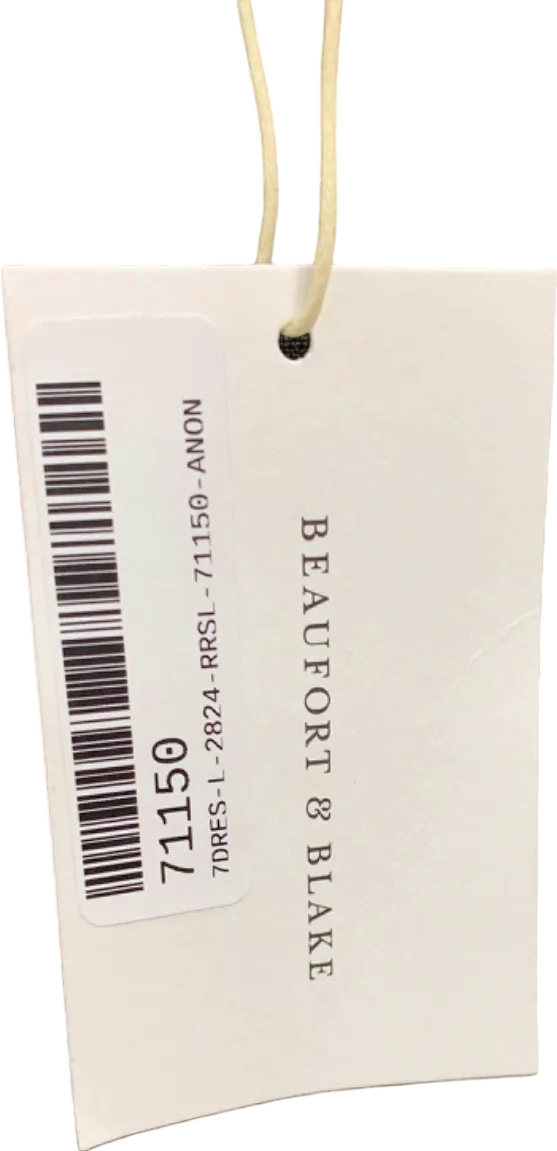 BEAUFORT & BLAKE
71150
7DRES-L-2824-RRSL-71150-ANON